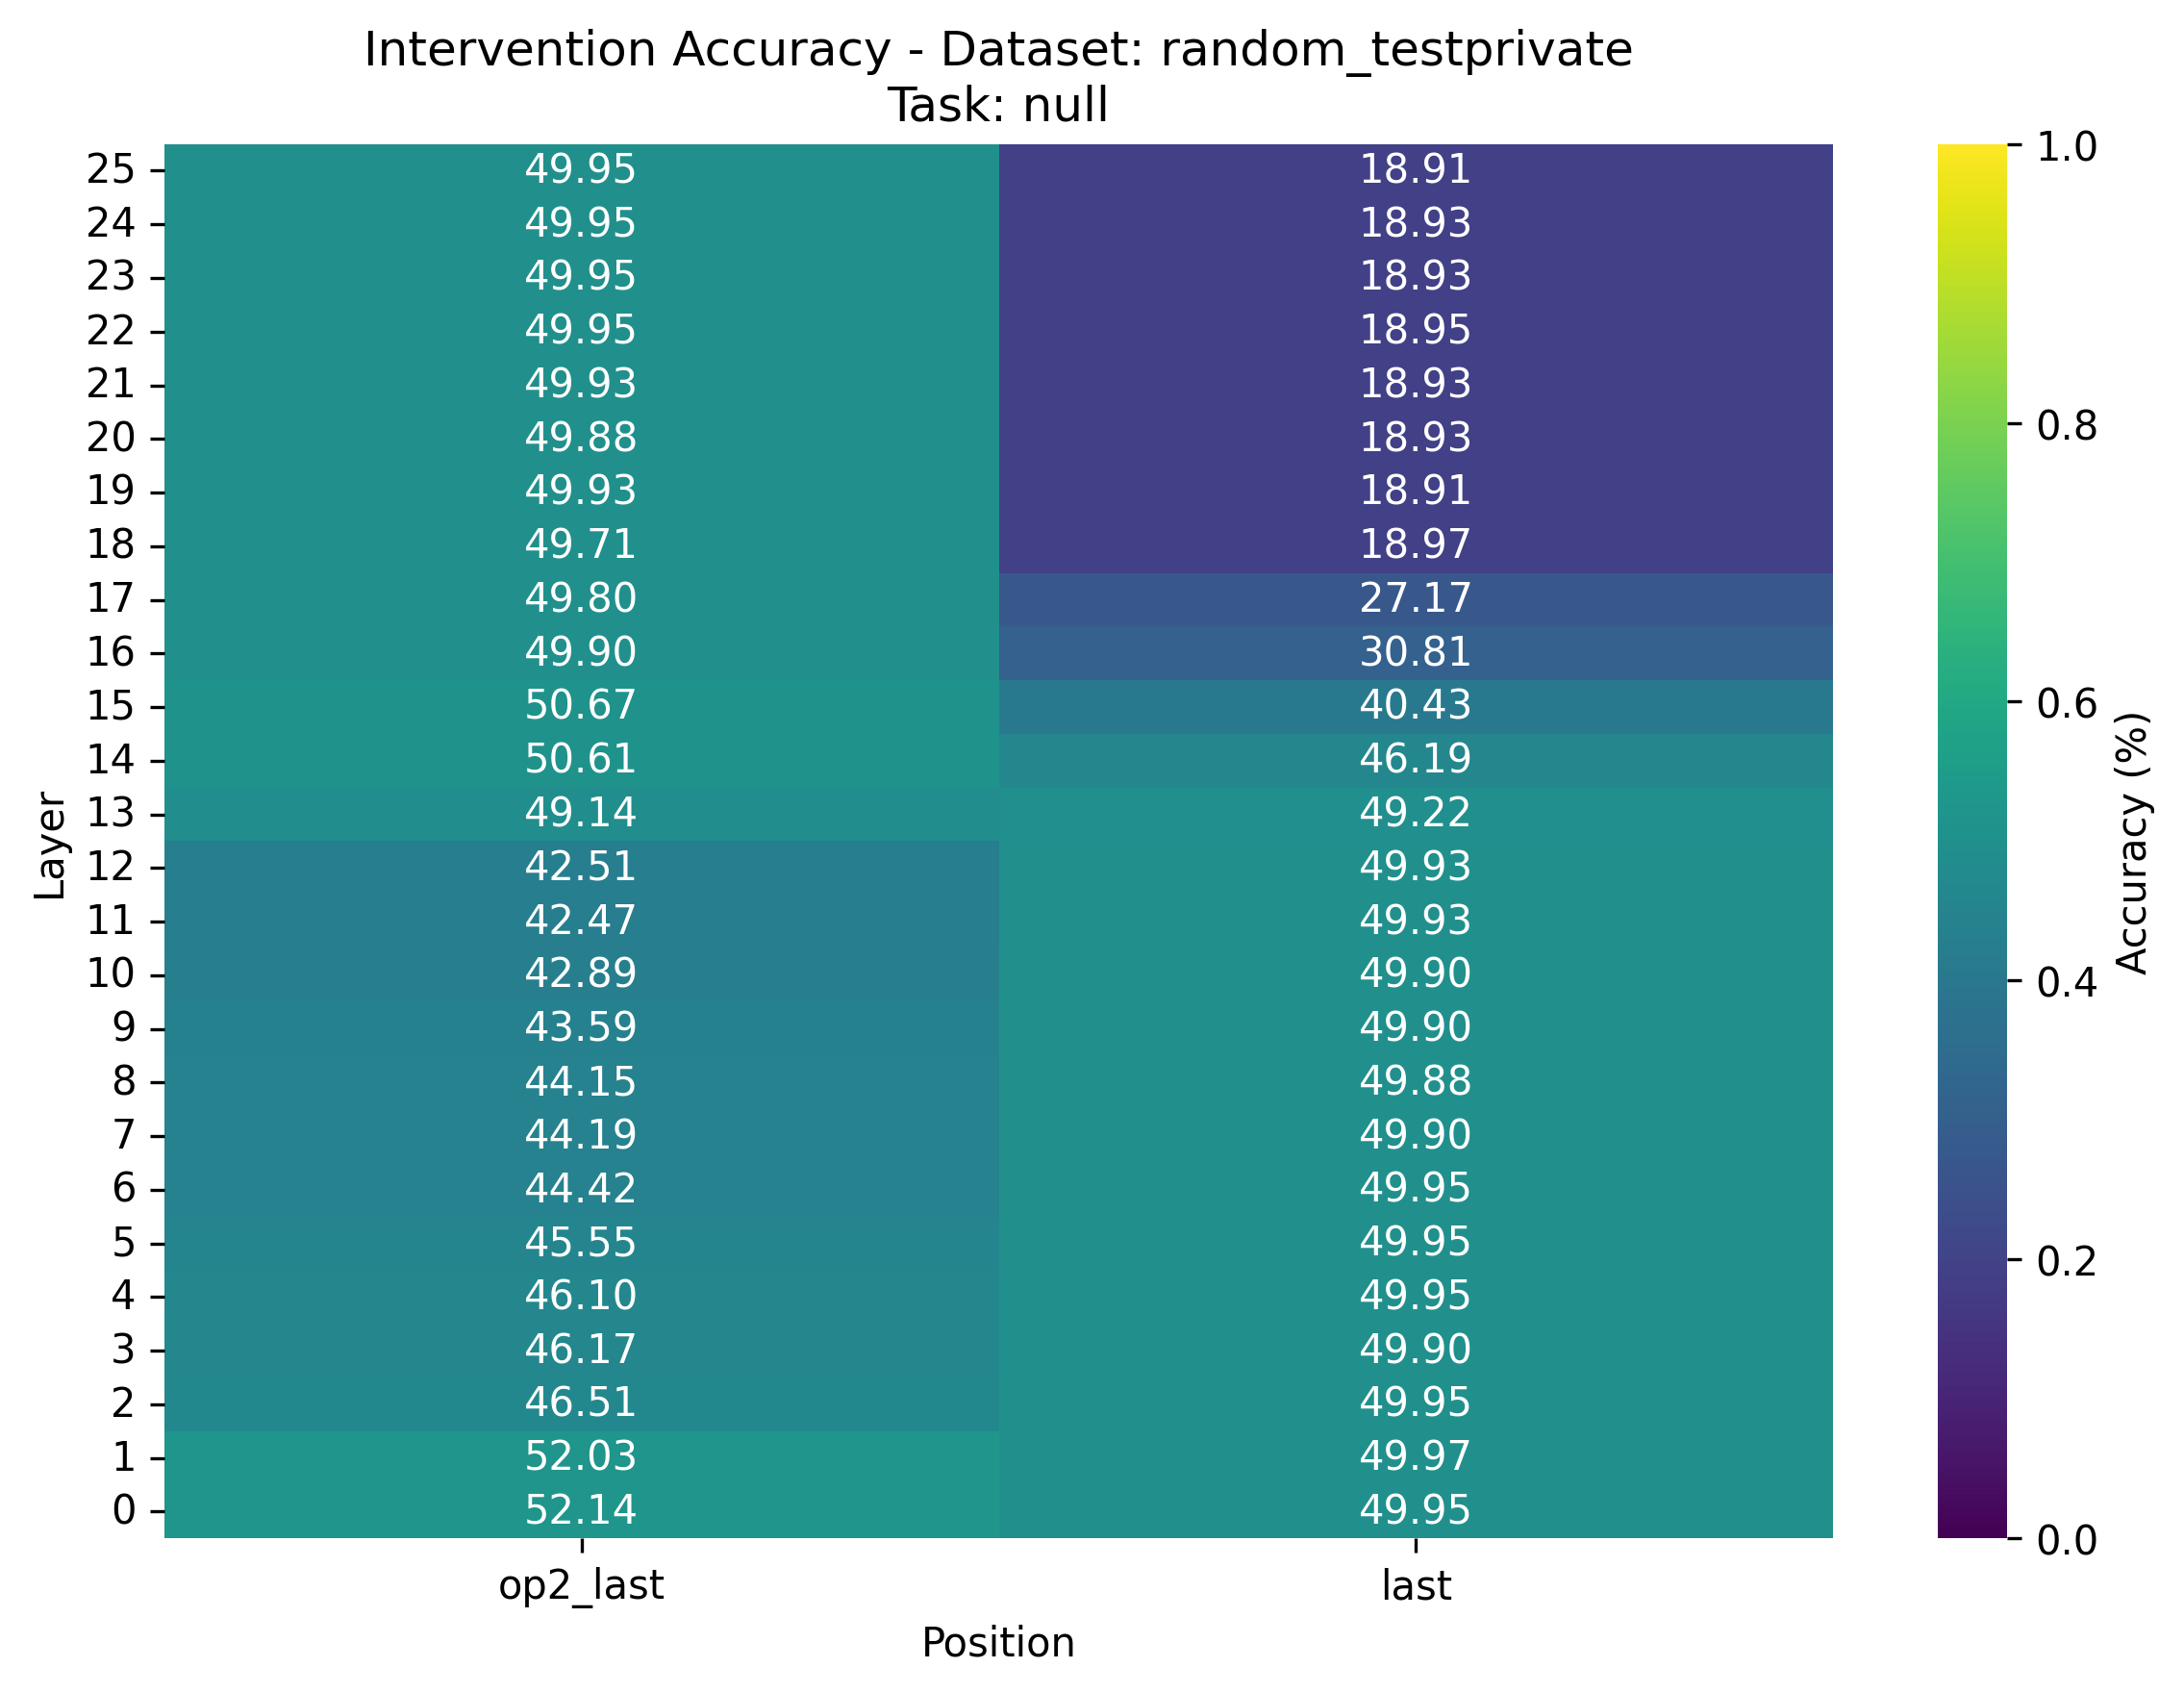 Intervention Accuracy - Dataset: random_testprivate
Task: null
25 49.95 18.91
24 49.95 18.93
23 49.95 18.93
22 49.95 18.95
21 49.93 18.93
20 49.88 18.93
19 49.93 18.91
18 49.71 18.97
17 49.80 27.17
16 49.90 30.81
15 50.67 40.43
14 50.61 46.19
13 49.14 49.22
12 42.51 49.93
11 42.47 49.93
10 42.89 49.90
9 43.59 49.90
8 44.15 49.88
7 44.19 49.90
6 44.42 49.95
5 45.55 49.95
4 46.10 49.95
3 46.17 49.90
2 46.51 49.95
1 52.03 49.97
0 52.14 49.95
op2_last last
Position
Layer
1.0
0.8
0.6
0.4
0.2
0.0
Accuracy (%)